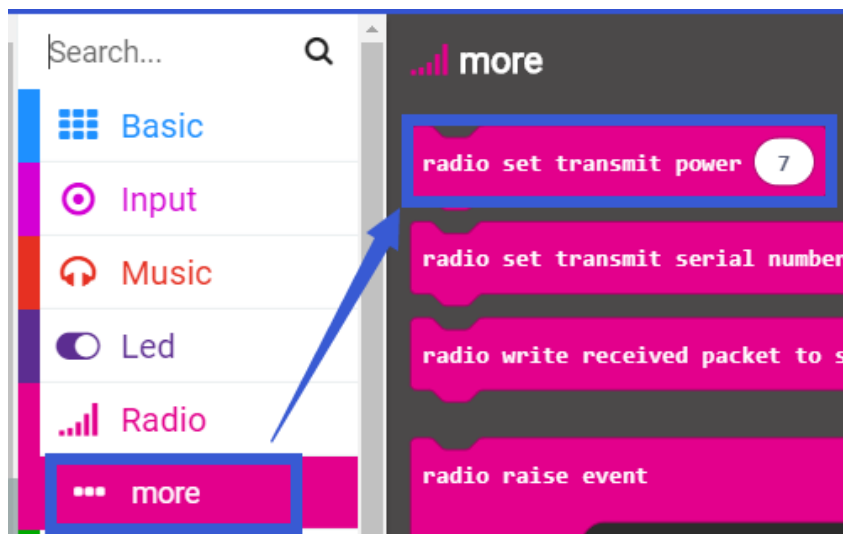 Search...
Basic
Input
Music
Led
Radio
more
more
radio set transmit power 7
radio set transmit serial number
radio write received packet to s
radio raise event